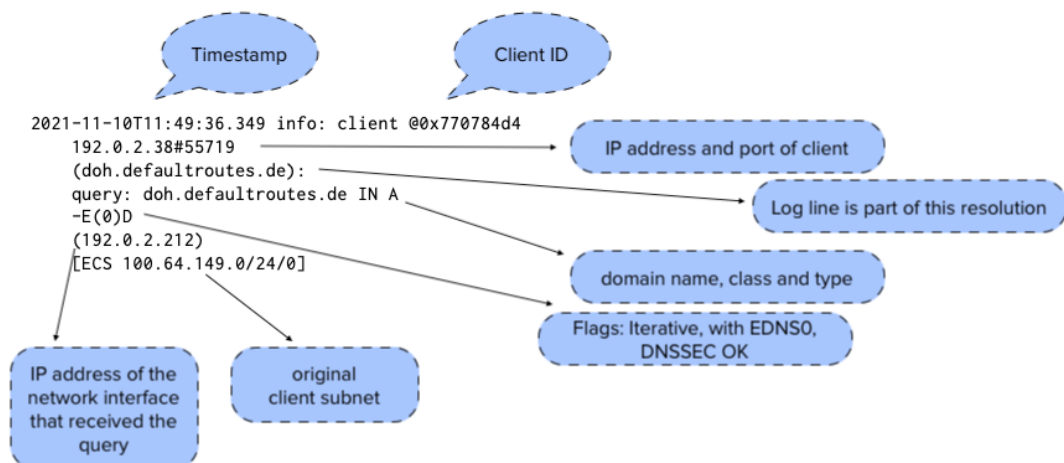 Timestamp
Client ID
2021-11-10T11:49:36.349 info: client @0x770784d4
192.0.2.38#55719
IP address and port of client
(doh.defaultroutes.de):
query: doh.defaultroutes.de IN A
Log line is part of this resolution
-E(0)D
(192.0.2.212)
[ECS 100.64.149.0/24/0]
domain name, class and type
Flags: Iterative, with EDNS0,
DNSSEC OK
IP address of the
network interface
that received the
query
original
client subnet